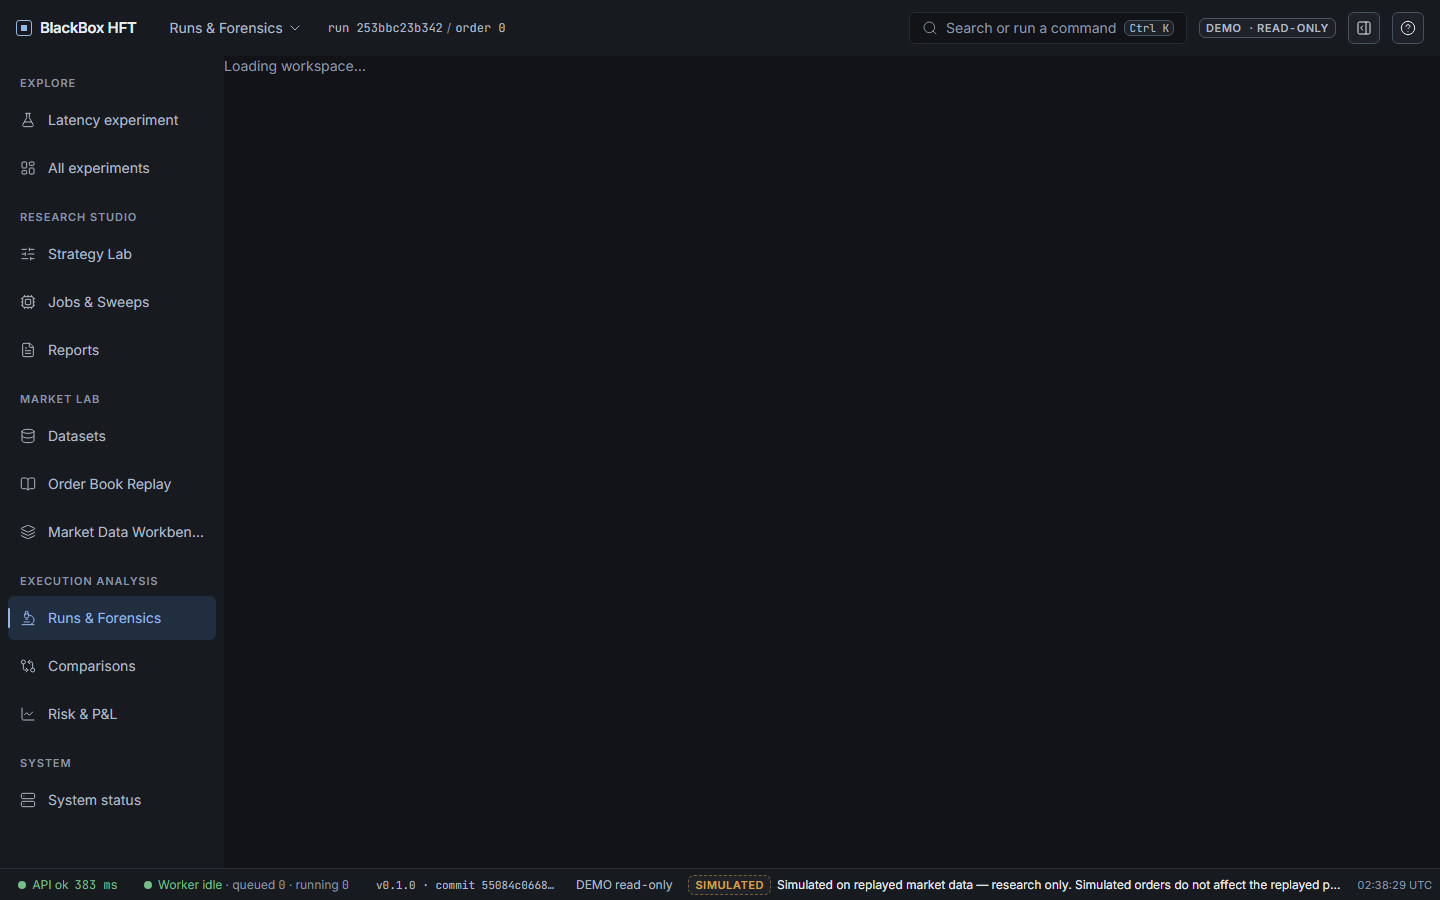 BlackBox HFT
Runs & Forensics
run 253bbc23b342 / order 0
Search or run a command Ctrl K
DEMO · READ-ONLY
Loading workspace...
EXPLORE
Latency experiment
All experiments
RESEARCH STUDIO
Strategy Lab
Jobs & Sweeps
Reports
MARKET LAB
Datasets
Order Book Replay
Market Data Workben...
EXECUTION ANALYSIS
Runs & Forensics
Comparisons
Risk & P&L
SYSTEM
System status
API ok 383 ms
Worker idle · queued 0 · running 0
v0.1.0 · commit 55084c0668…
DEMO read-only
SIMULATED
Simulated on replayed market data — research only. Simulated orders do not affect the replayed p...
02:38:29 UTC